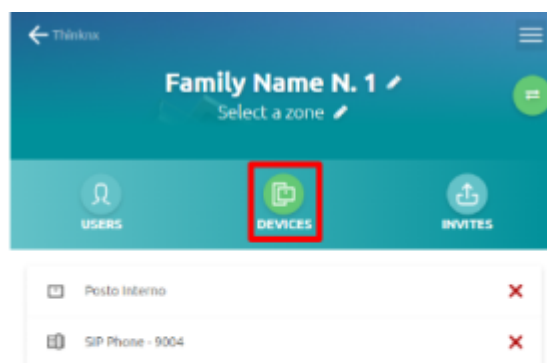 Thinknx
Family Name N. 1
Select a zone
USERS
DEVICES
INVITES
Posto Interno
SIP Phone - 9004